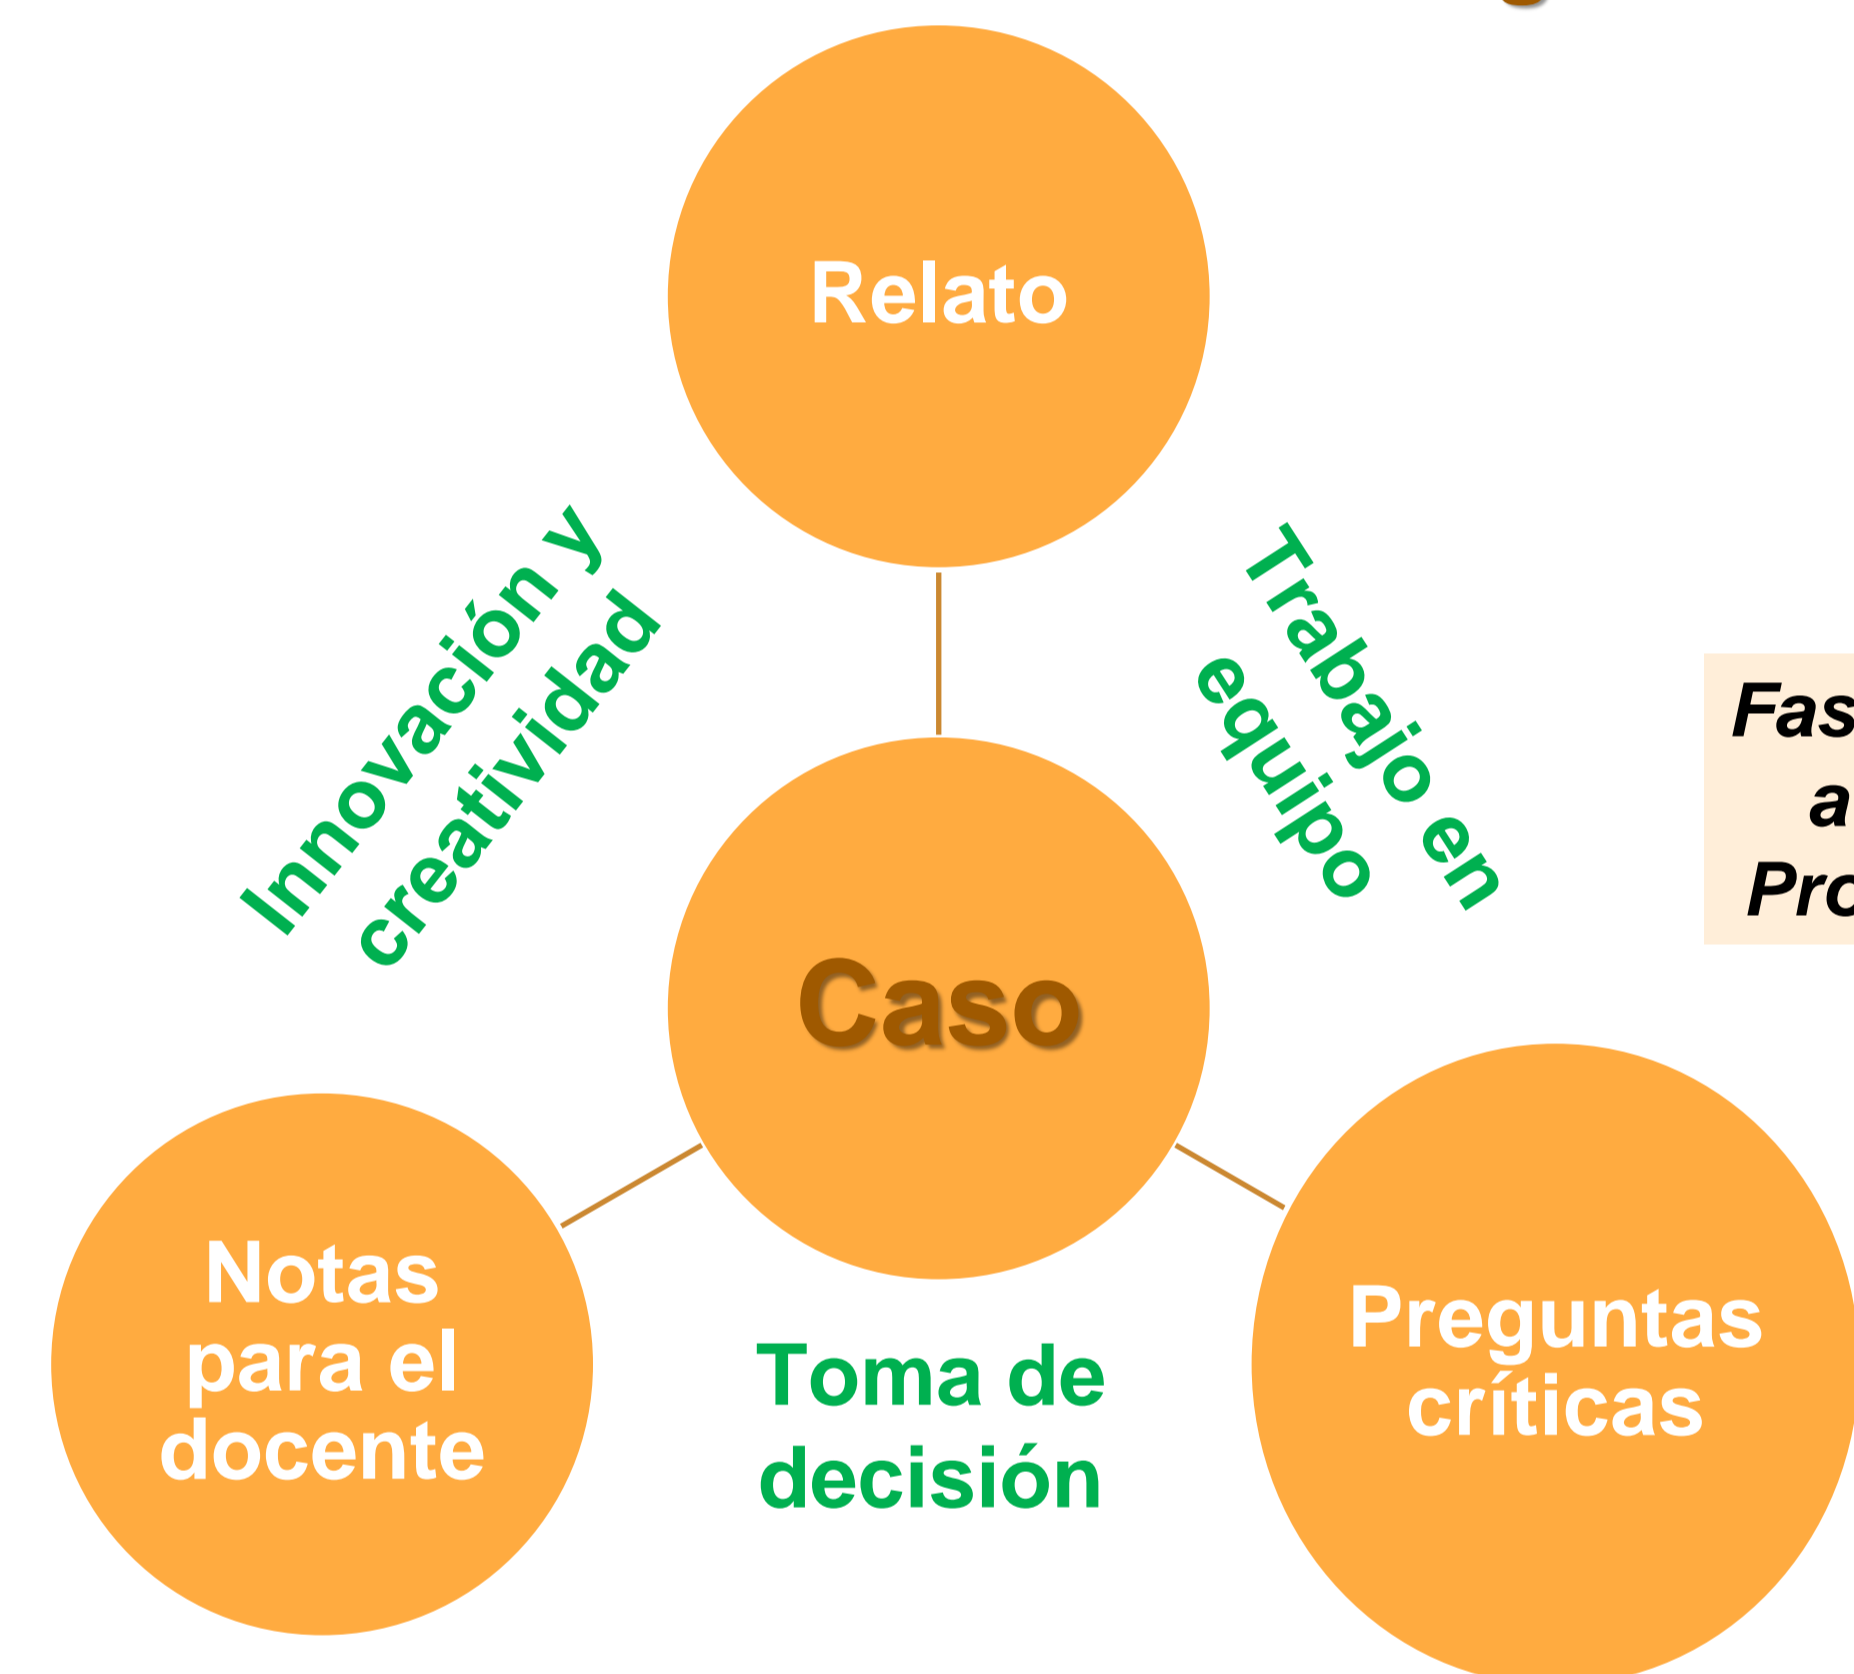 Relato
Innovación y
creatividad
Trabajo en
equipo
Caso
Notas
para el
docente
Toma de
decisión
Preguntas
críticas